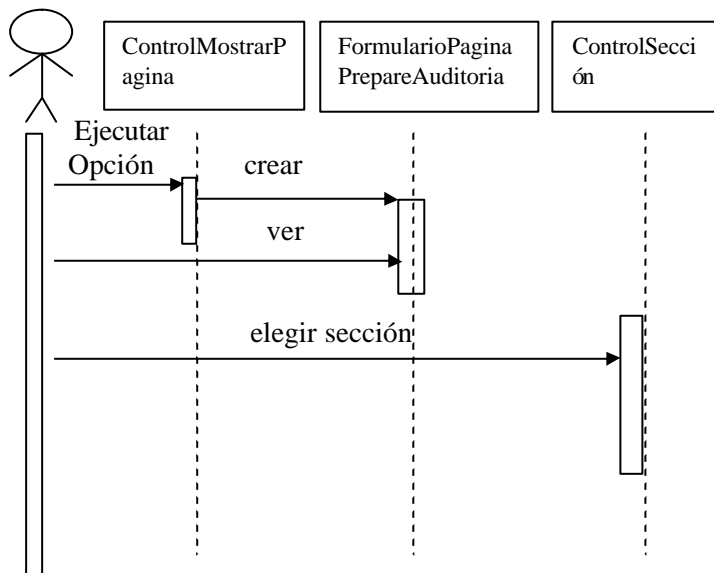 ControlMostrarP
agina
FormularioPagina
PrepareAuditoria
ControlSecci
ón
Ejecutar
Opción
crear
ver
elegir sección